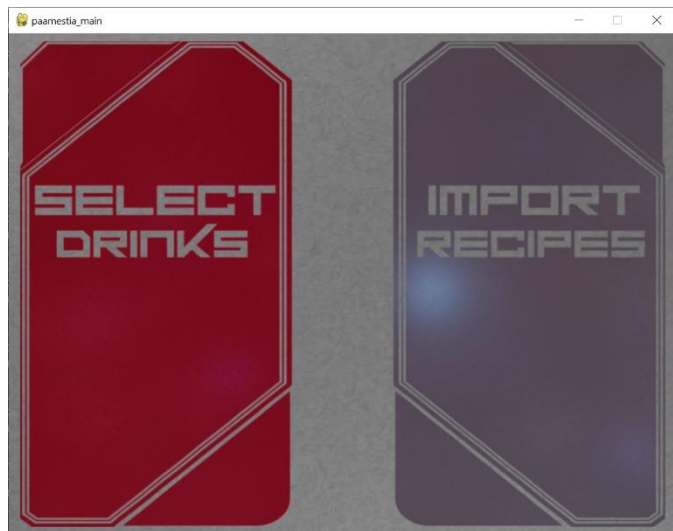 paamestia_main
SELECT
DRINKS
IMPORT
RECIPES